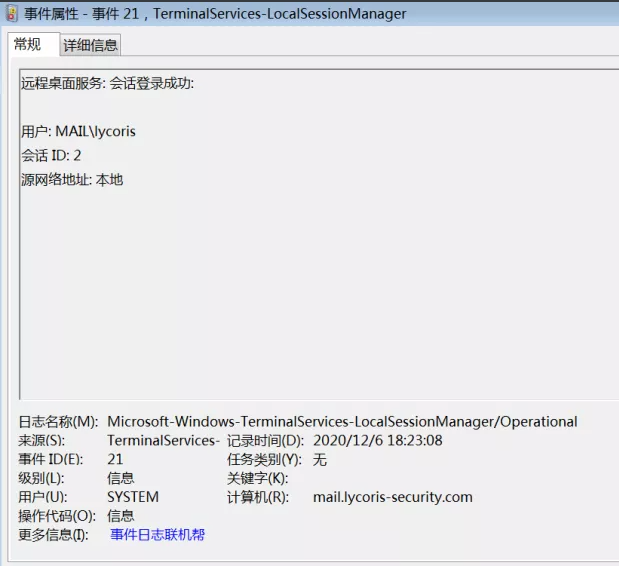 事件属性 - 事件 21，TerminalServices-LocalSessionManager
常规 详细信息
远程桌面服务: 会话登录成功:
用户: MAIL\lycoris
会话 ID: 2
源网络地址: 本地
日志名称(M): Microsoft-Windows-TerminalServices-LocalSessionManager/Operational
来源(S): TerminalServices- 记录时间(D): 2020/12/6 18:23:08
事件 ID(E): 21 任务类别(Y): 无
级别(L): 信息 关键字(K):
用户(U): SYSTEM 计算机(R): mail.lycoris-security.com
操作代码(O): 信息
更多信息(I): 事件日志联机帮